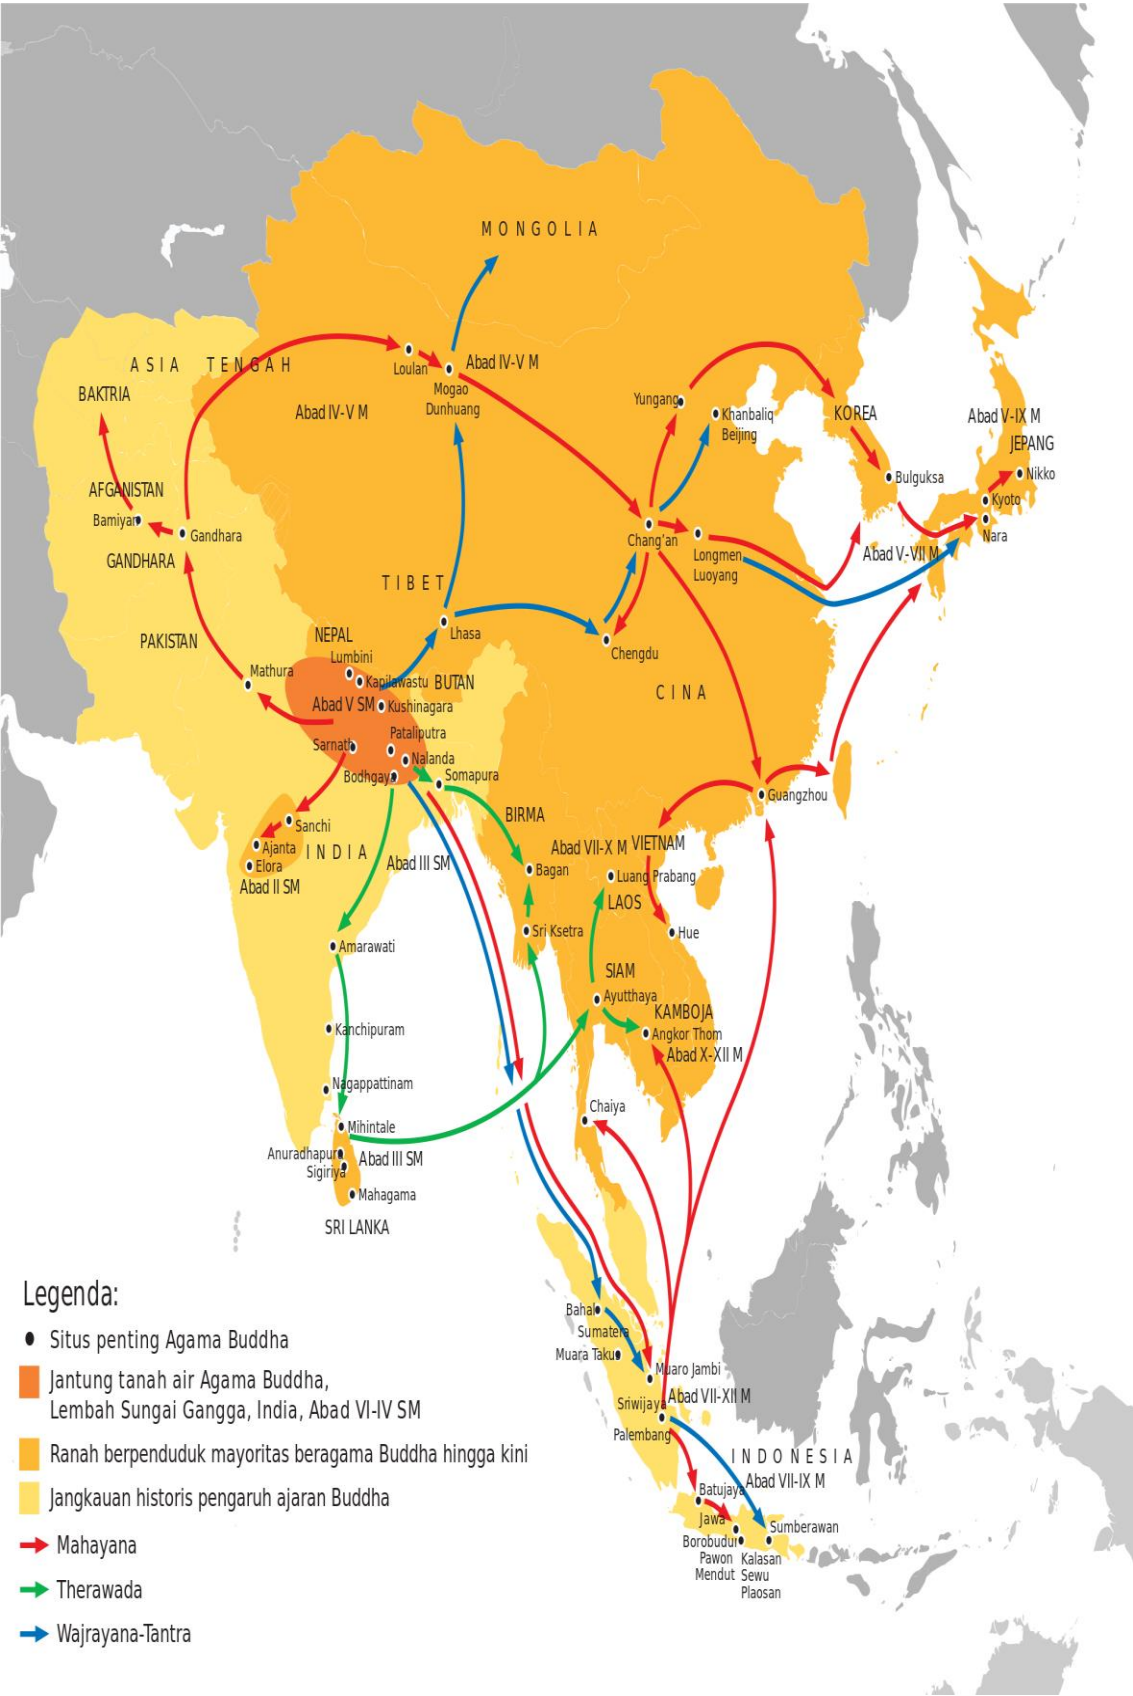 MONGOLIA
ASIA TENGAH
Loulan
Abad IV-V M
BAKTRIA
Mogao
Dunhuang
Abad IV-V M
Yungang
Khanbaliq
Beijing
KOREA
Abad V-IX M
JEPANG
Nikko
Bulguksa
Kyoto
Nara
AFGANISTAN
Bamiyan
Gandhara
GANDHARA
Chang'an
Longmen
Luoyang
Abad V-VII M
TIBET
Lhasa
Chengdu
PAKISTAN
NEPAL
Lumbini
Mathura
Kapilawastu
BUTAN
CINA
Abad V SM
Kushinagara
Pataliputra
Sarnath
Nalanda
Bodhgaya
Somapura
Guangzhou
BIRMA
Sanchi
Ajanta
INDIA
Elora
Abad II SM
Abad III SM
Abad VII-X M
VIETNAM
Bagan
Luang Prabang
LAOS
Sri Ksetra
Hue
Amarawati
SIAM
Ayutthaya
KAMBOJA
Angkor Thom
Abad X-XII M
Kanchipuram
Nagappattinam
Chaiya
Mihintale
Anuradhapura
Abad III SM
Sigiriya
Mahagama
SRI LANKA
Bahal
Sumatera
Muara Takus
Muaro Jambi
Abad VII-XII M
Sriwijaya
Palembang
INDONESIA
Abad VII-IX M
Batujaya
Jawa
Sumberawan
Borobudur
Pawon
Mendut
Kalasan
Sewu
Plaosan
Legenda:
Situs penting Agama Buddha
Jantung tanah air Agama Buddha,
Lembah Sungai Gangga, India, Abad VI-IV SM
Ranah berpenduduk mayoritas beragama Buddha hingga kini
Jangkauan historis pengaruh ajaran Buddha
Mahayana
Therawada
Wajrayana-Tantra